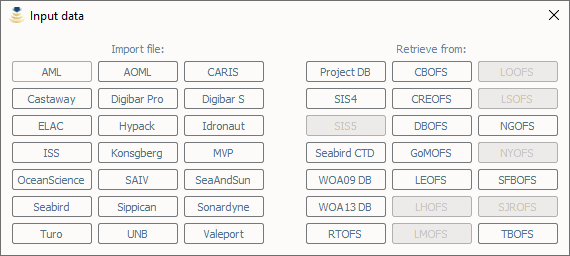 Input data
Import file: Retrieve from:
AML AOML CARIS Project DB CBOFS LOOFS
Castaway Digibar Pro Digibar S SIS4 CREOFS LSOFS
ELAC Hypack Idronaut SIS5 DBOFS NGOFS
ISS Konsgberg MVP Seabird CTD GoMOFS NYOFS
OceanScience SAIV SeaAndSun WOA09 DB LEOFS SFBOFS
Seabird Sippican Sonardyne WOA13 DB LHOFS SJROFS
Turo UNB Valeport RTOFS LMOFS TBOFS